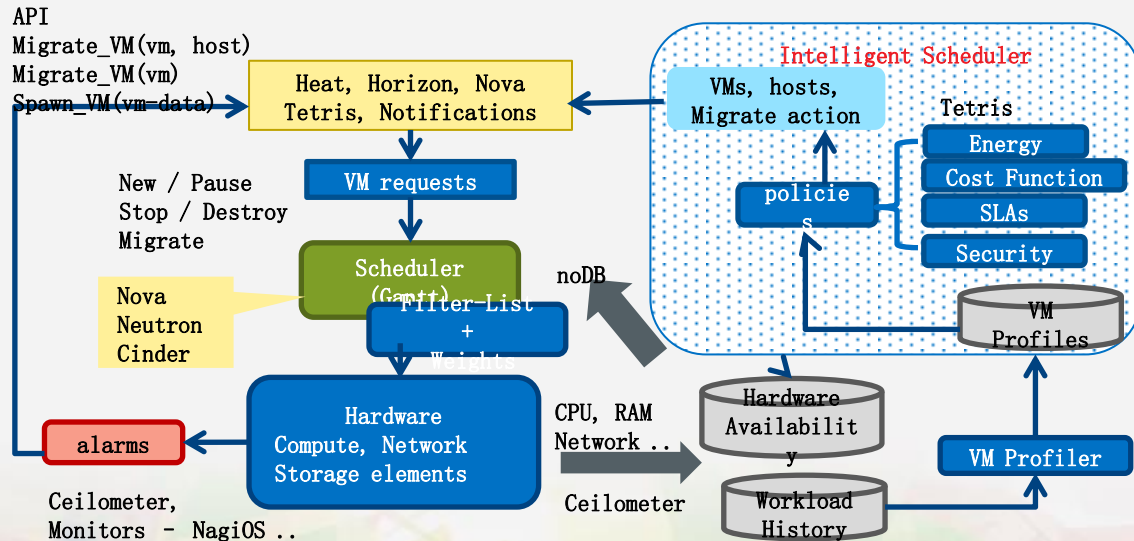 API
Migrate_VM(vm, host)
Migrate_VM(vm)
Spawn_VM(vm-data)
Heat, Horizon, Nova
Tetris, Notifications
VM requests
New / Pause
Stop / Destroy
Migrate
Scheduler
(Gantt)
Filter-List
+
Weights
Nova
Neutron
Cinder
Hardware
Compute, Network
Storage elements
alarms
Ceilometer,
Monitors - NagiOS ..
noDB
CPU, RAM
Network ..
Ceilometer
Intelligent Scheduler
VMs, hosts,
Migrate action
Tetris
Energy
Cost Function
SLAs
Security
policie
s
VM
Profiles
Hardware
Availabilit
y
VM Profiler
Workload
History